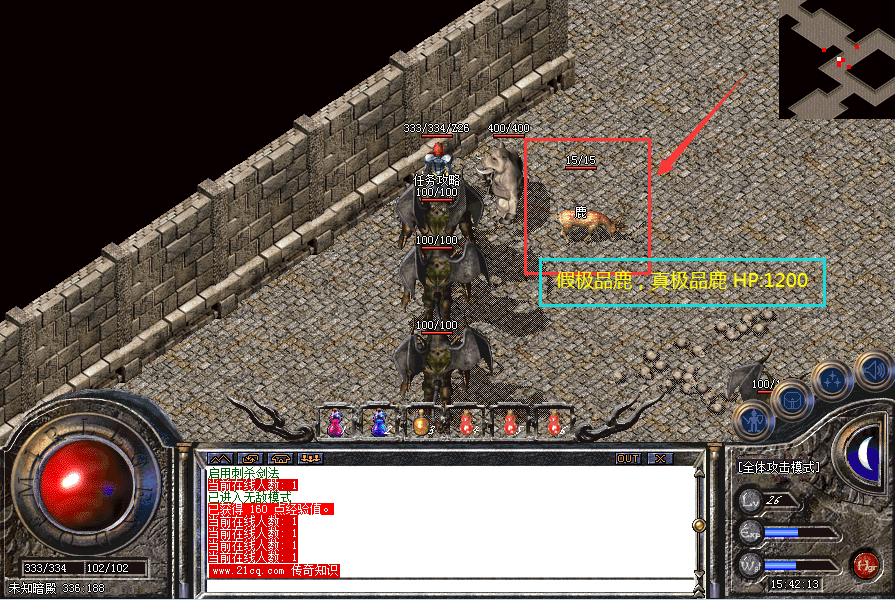 333/334/Z26
400/400
15/15
任务攻略
100/100
鹿
100/100
假极品鹿，真极品鹿 HP:1200
100/100
100/1
OUT
启用刺杀剑法
当前在线人数: 1
已进入无敌模式
已获得 160 点经验值。
当前在线人数: 1
当前在线人数: 1
当前在线人数: 1
当前在线人数: 1
www.21cq.com 传奇知识
[全体攻击模式]
Lv 26
Exp
W
333/334
102/102
未知暗殿 336:188
15:42:13